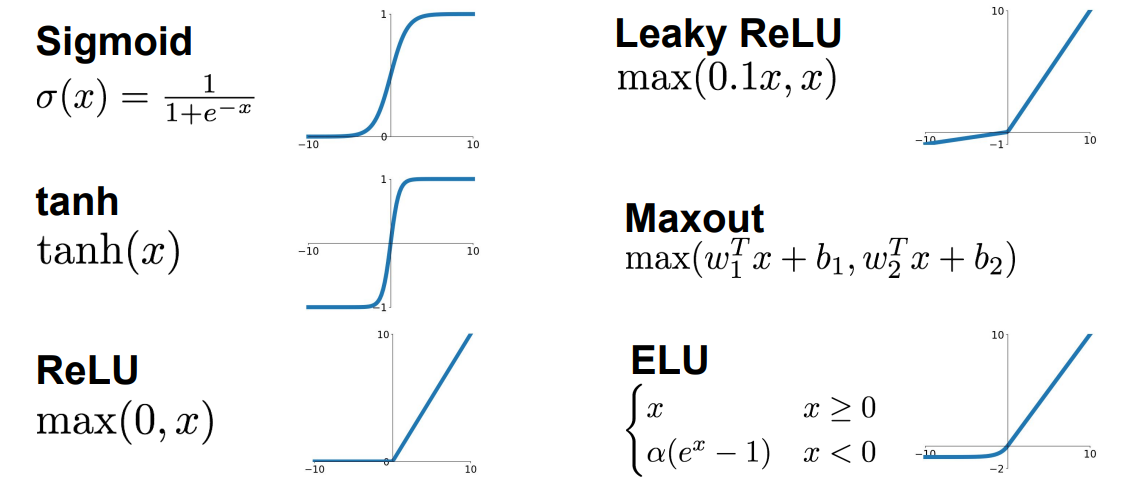 Sigmoid
σ(x) = 1/(1+e^{-x})
1
0
−10
10
tanh
tanh(x)
1
−10
10
−1
ReLU
max(0, x)
10
0
−10
10
Leaky ReLU
max(0.1x, x)
10
−10
−1
10
Maxout
max(w_1^T x + b_1, w_2^T x + b_2)
ELU
x x ≥ 0
α(e^x − 1) x < 0
10
−10
−2
10